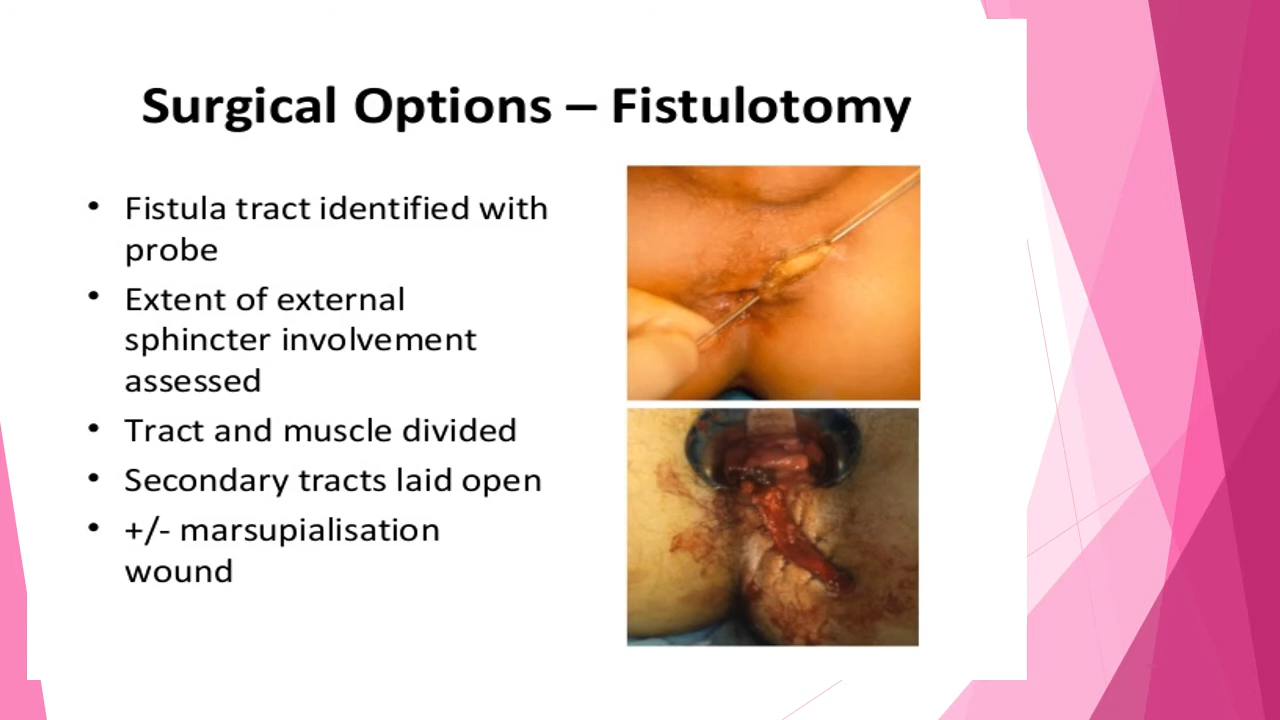 Surgical Options – Fistulotomy
• Fistula tract identified with
probe
• Extent of external
sphincter involvement
assessed
• Tract and muscle divided
• Secondary tracts laid open
• +/- marsupialisation
wound